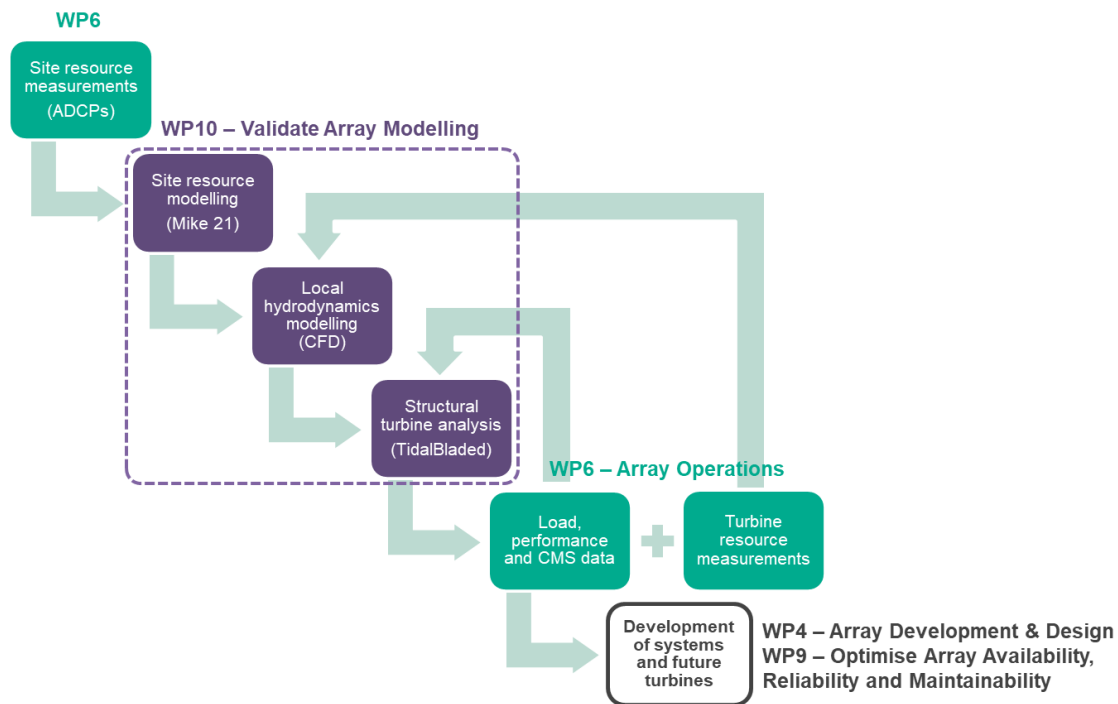 WP6
Site resource
measurements
(ADCPs)
WP10 – Validate Array Modelling
Site resource
modelling
(Mike 21)
Local
hydrodynamics
modelling
(CFD)
Structural
turbine analysis
(TidalBladed)
WP6 – Array Operations
Load,
performance
and CMS data
Turbine
resource
measurements
Development
of systems
and future
turbines
WP4 – Array Development & Design
WP9 – Optimise Array Availability,
Reliability and Maintainability